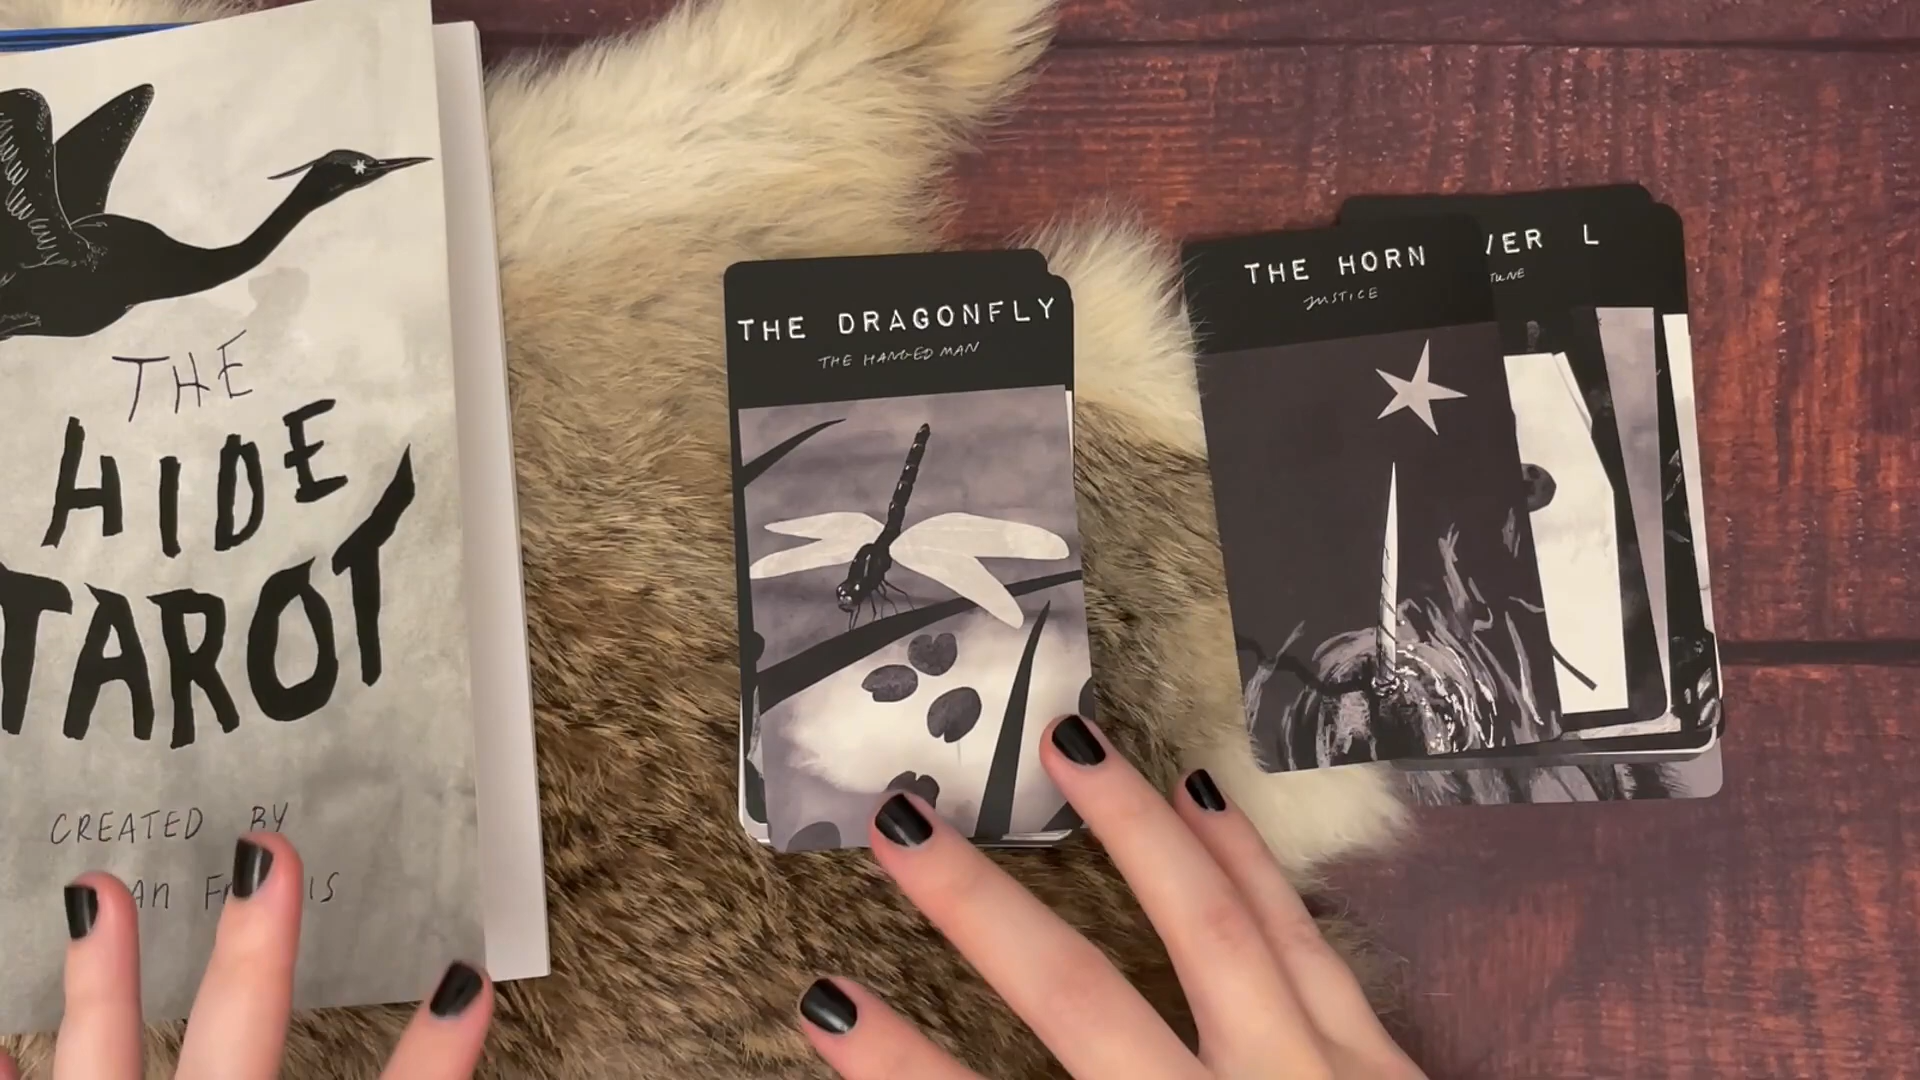 THE
HIDE
TAROT
CREATED BY
THE DRAGONFLY
THE HANGED MAN
THE HORN
JUSTICE
L